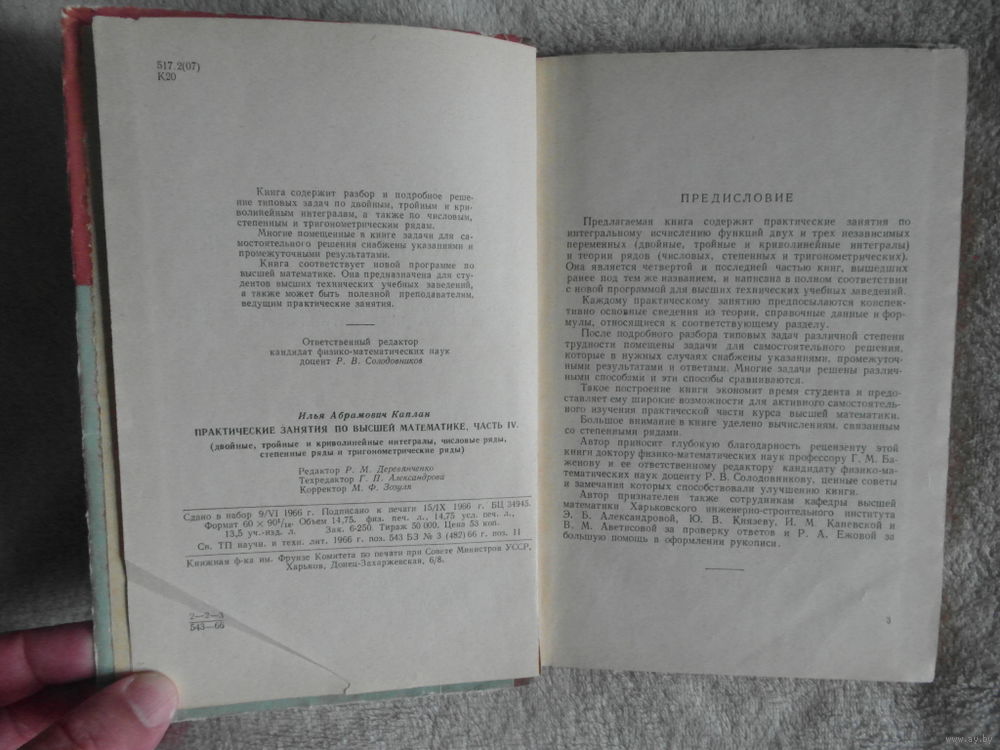 517.2(07)
К20
Книга содержит разбор и подробное реше-
ние типовых задач по двойным, тройным и кри-
волинейным интегралам, а также по числовым,
степенным и тригонометрическим рядам.
Многие помещенные в книге задачи для са-
мостоятельного решения снабжены указаниями и
промежуточными результатами.
Книга соответствует новой программе по
высшей математике. Она предназначена для сту-
дентов высших технических учебных заведений,
а также может быть полезной преподавателям,
ведущим практические занятия.
Ответственный редактор
кандидат физико-математических наук
доцент Р. В. Солодовников
Илья Абрамович Каплан
ПРАКТИЧЕСКИЕ ЗАНЯТИЯ ПО ВЫСШЕЙ МАТЕМАТИКЕ, ЧАСТЬ IV.
(двойные, тройные и криволинейные интегралы, числовые ряды,
степенные ряды и тригонометрические ряды)
Редактор Р. М. Деревянченко
Техредактор Г. П. Александрова
Корректор М. Ф. Зозуля
Сдано в набор 9/VI 1966 г. Подписано к печати 15/IX 1966 г. БЦ 34945.
Формат 60 × 90¹/₁₆. Объем 14,75. физ. печ. л., 14,75 усл. печ. л.,
13,5 уч.-изд. л. Зак. 6-250. Тираж 50 000. Цена 53 коп.
Св. ТП научн. и техн. лит. 1966 г. поз. 543 БЗ № 3 (482) 66 г. поз. 11
Книжная ф-ка им. Фрунзе Комитета по печати при Совете Министров УССР,
Харьков, Донец-Захаржевская, 6/8.
2—2—3
543—66
ПРЕДИСЛОВИЕ
Предлагаемая книга содержит практические занятия по
интегральному исчислению функций двух и трех независимых
переменных (двойные, тройные и криволинейные интегралы)
и теории рядов (числовых, степенных и тригонометрических).
Она является четвертой и последней частью книг, вышедших
ранее под тем же названием, и написана в полном соответствии
с новой программой для высших технических учебных заведений.
Каждому практическому занятию предпосылаются конспек-
тивно основные сведения из теории, справочные данные и фор-
мулы, относящиеся к соответствующему разделу.
После подробного разбора типовых задач различной степени
трудности помещены задачи для самостоятельного решения,
которые в нужных случаях снабжены указаниями, промежуточ-
ными результатами и ответами. Многие задачи решены различ-
ными способами и эти способы сравниваются.
Такое построение книги экономит время студента и предо-
ставляет ему широкие возможности для активного самостоятель-
ного изучения практической части курса высшей математики.
Большое внимание в книге уделено вычислениям, связанным
со степенными рядами.
Автор приносит глубокую благодарность рецензенту этой
книги доктору физико-математических наук профессору Г. М. Ба-
женову и ее ответственному редактору кандидату физико-ма-
тематических наук доценту Р. В. Солодовникову, ценные советы
и замечания которых способствовали улучшению книги.
Автор признателен также сотрудникам кафедры высшей
математики Харьковского инженерно-строительного института
Э. Б. Александровой, Ю. В. Князеву, И. М. Каневской и
В. М. Аветисовой за проверку ответов и Р. А. Ежовой за
большую помощь в оформления рукописи.
3
www.ay.by